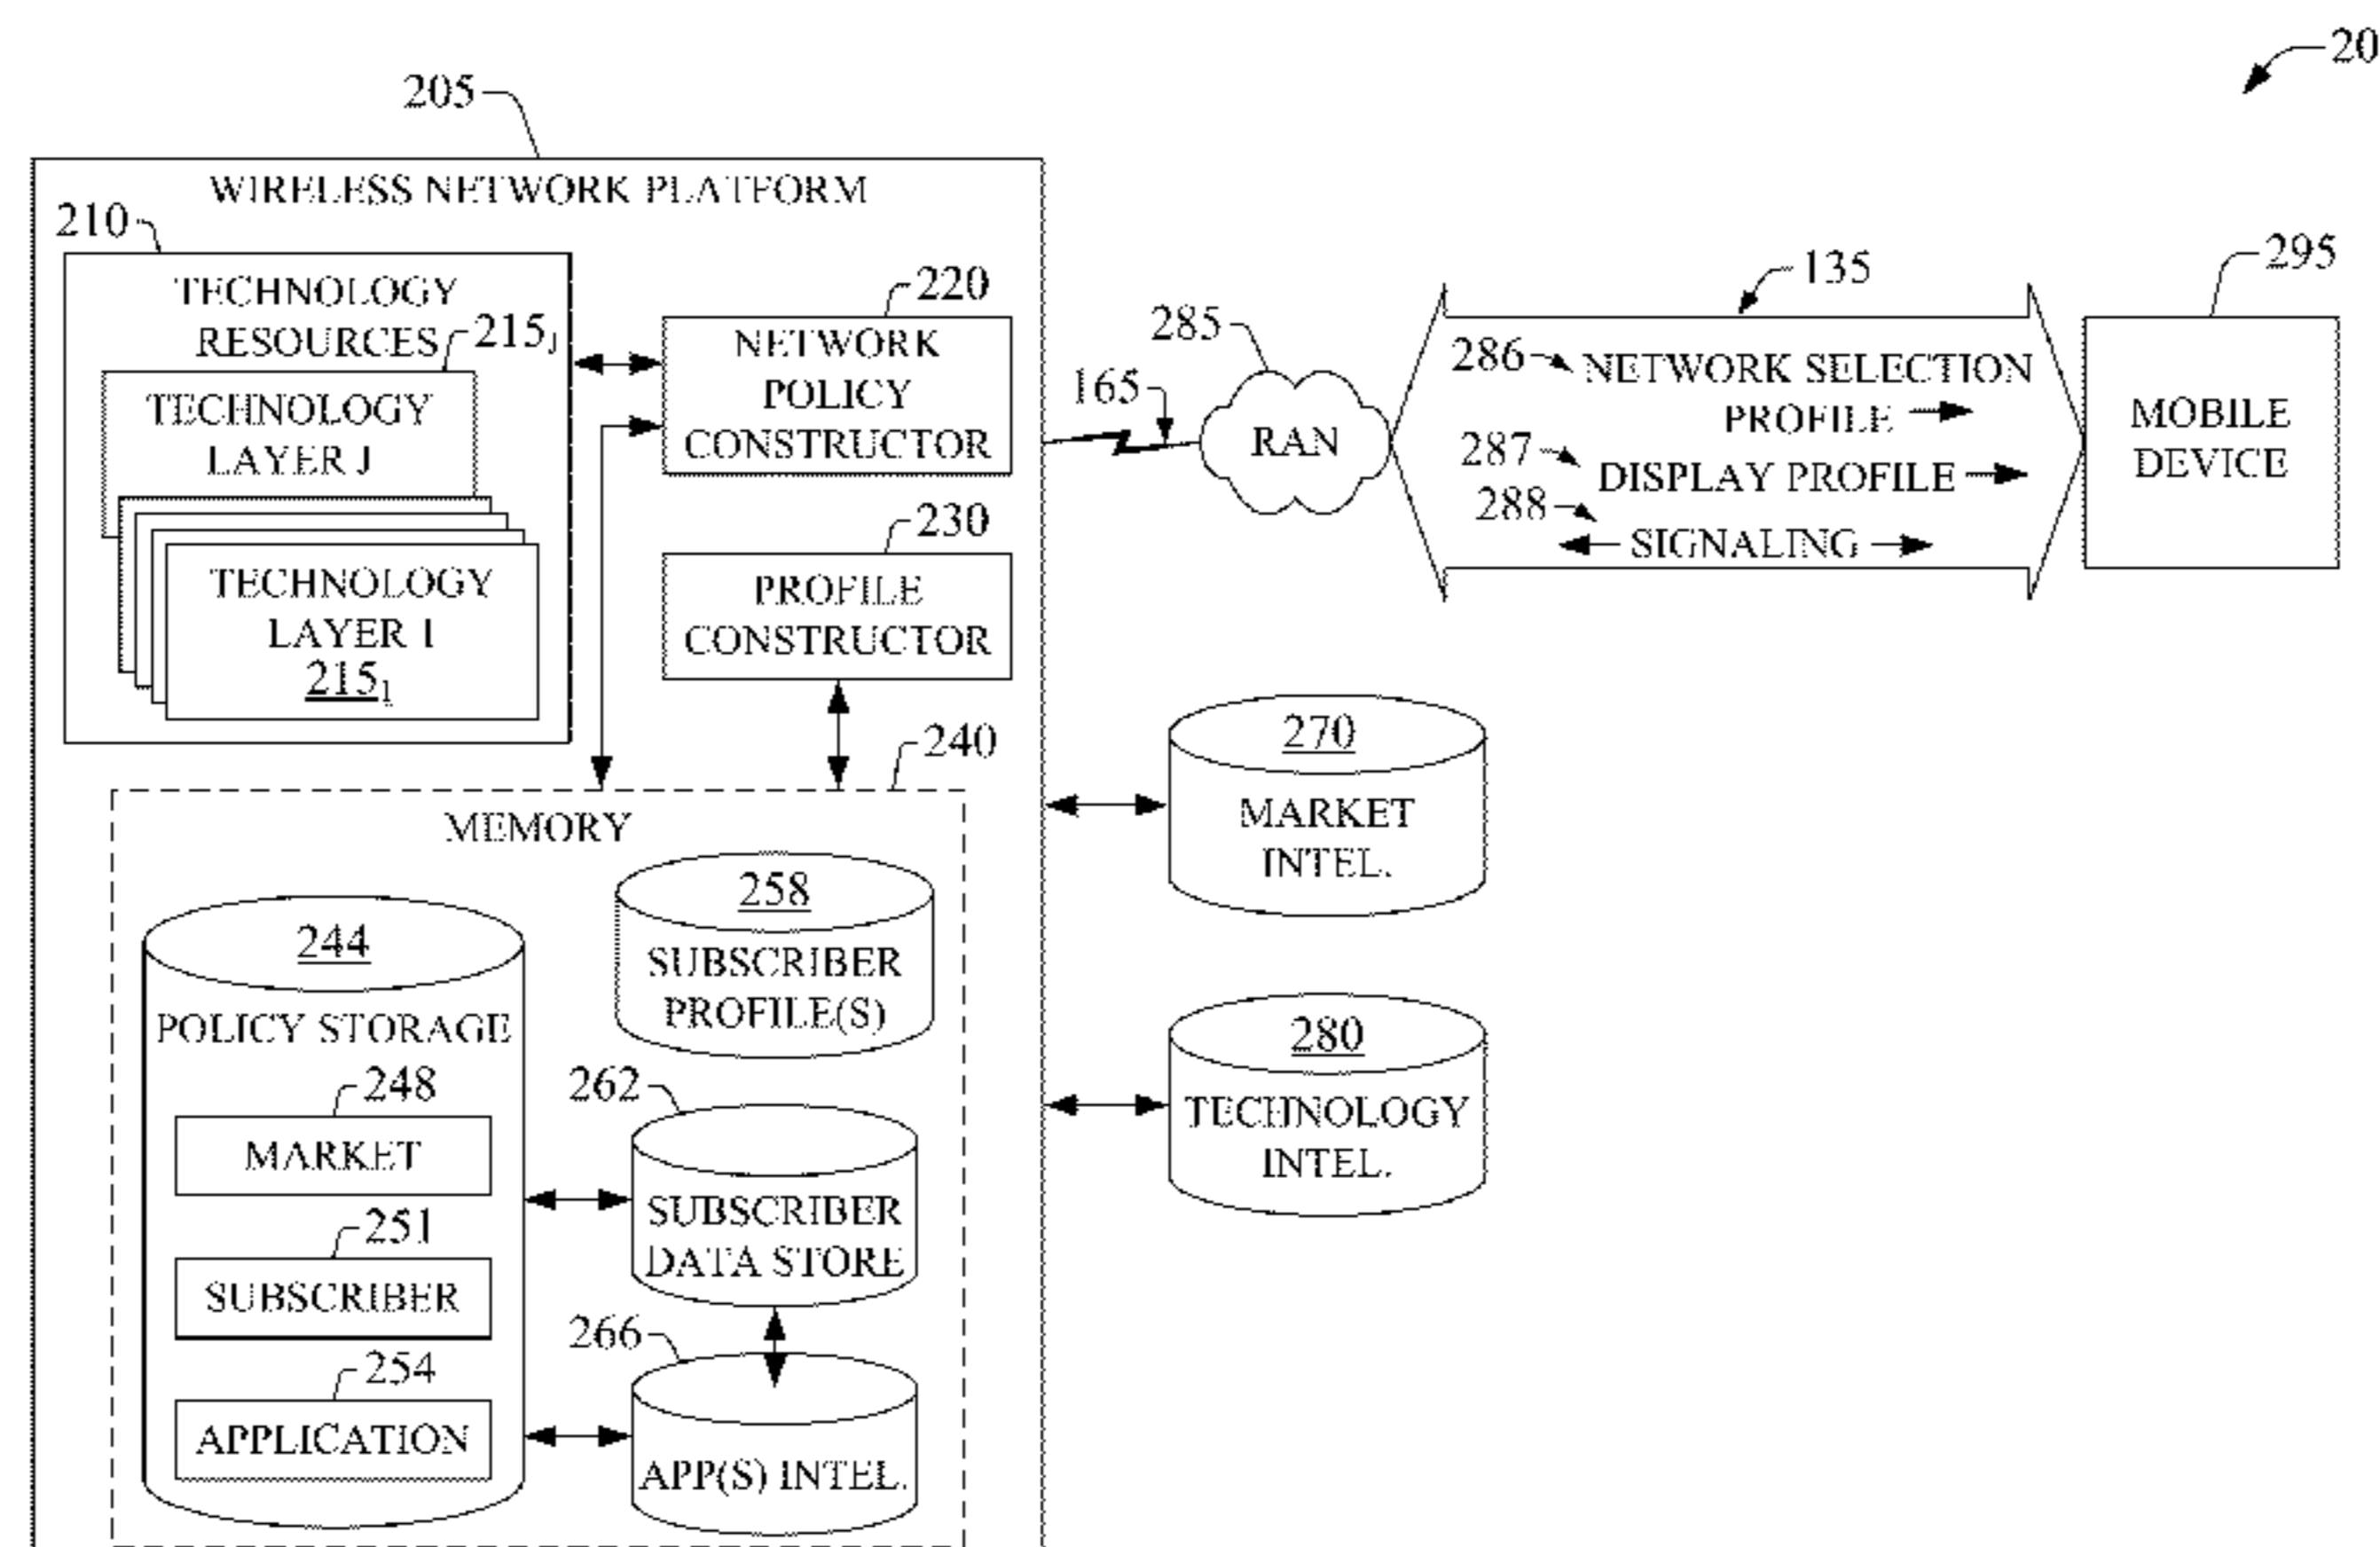 20
205
WIRELESS NETWORK PLATFORM
210
TECHNOLOGY
RESOURCES
215J
TECHNOLOGY
LAYER J
TECHNOLOGY
LAYER 1
2151
220
NETWORK
POLICY
CONSTRUCTOR
230
PROFILE
CONSTRUCTOR
240
MEMORY
244
POLICY STORAGE
248
MARKET
251
SUBSCRIBER
254
APPLICATION
258
SUBSCRIBER
PROFILE(S)
262
SUBSCRIBER
DATA STORE
266
APP(S) INTEL.
165
285
RAN
135
286
NETWORK SELECTION
PROFILE
287
DISPLAY PROFILE
288
SIGNALING
295
MOBILE
DEVICE
270
MARKET
INTEL.
280
TECHNOLOGY
INTEL.